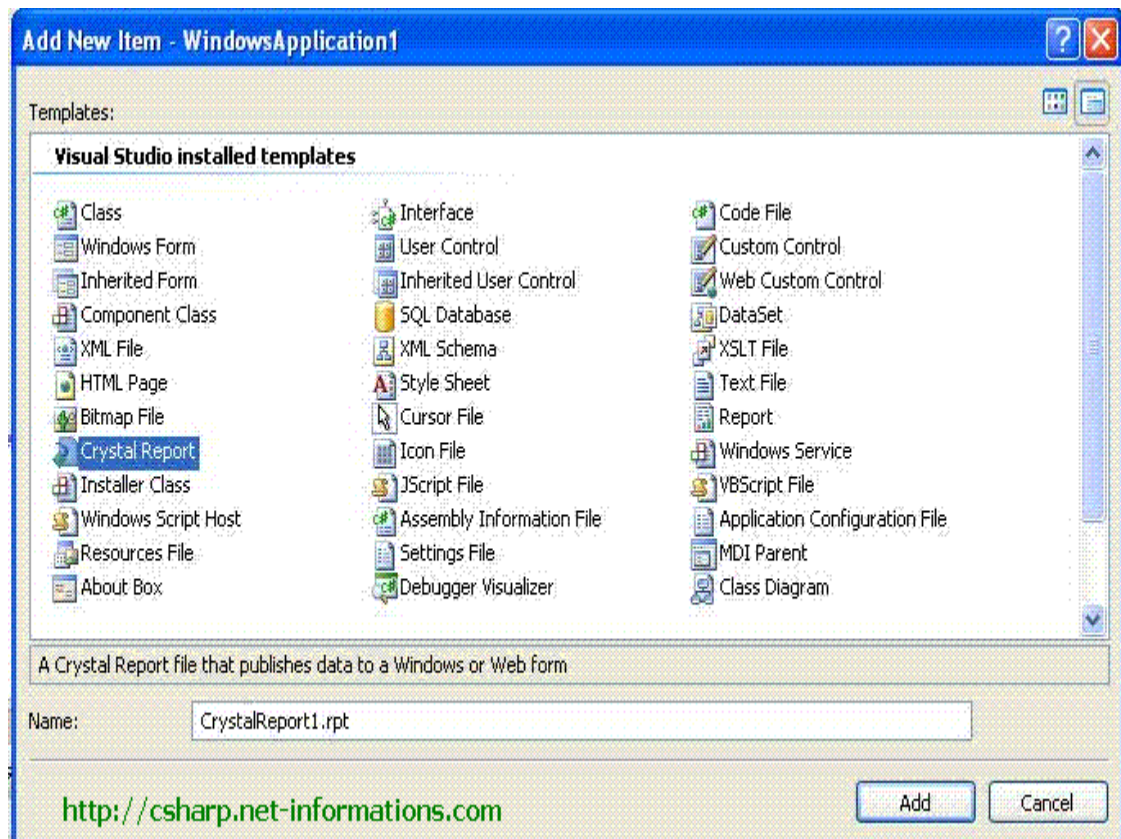 Add New Item - WindowsApplication1
Templates:
Visual Studio installed templates
Class Interface Code File
Windows Form User Control Custom Control
Inherited Form Inherited User Control Web Custom Control
Component Class SQL Database DataSet
XML File XML Schema XSLT File
HTML Page Style Sheet Text File
Bitmap File Cursor File Report
Crystal Report Icon File Windows Service
Installer Class JScript File VBScript File
Windows Script Host Assembly Information File Application Configuration File
Resources File Settings File MDI Parent
About Box Debugger Visualizer Class Diagram
A Crystal Report file that publishes data to a Windows or Web form
Name: CrystalReport1.rpt
http://csharp.net-informations.com
Add Cancel